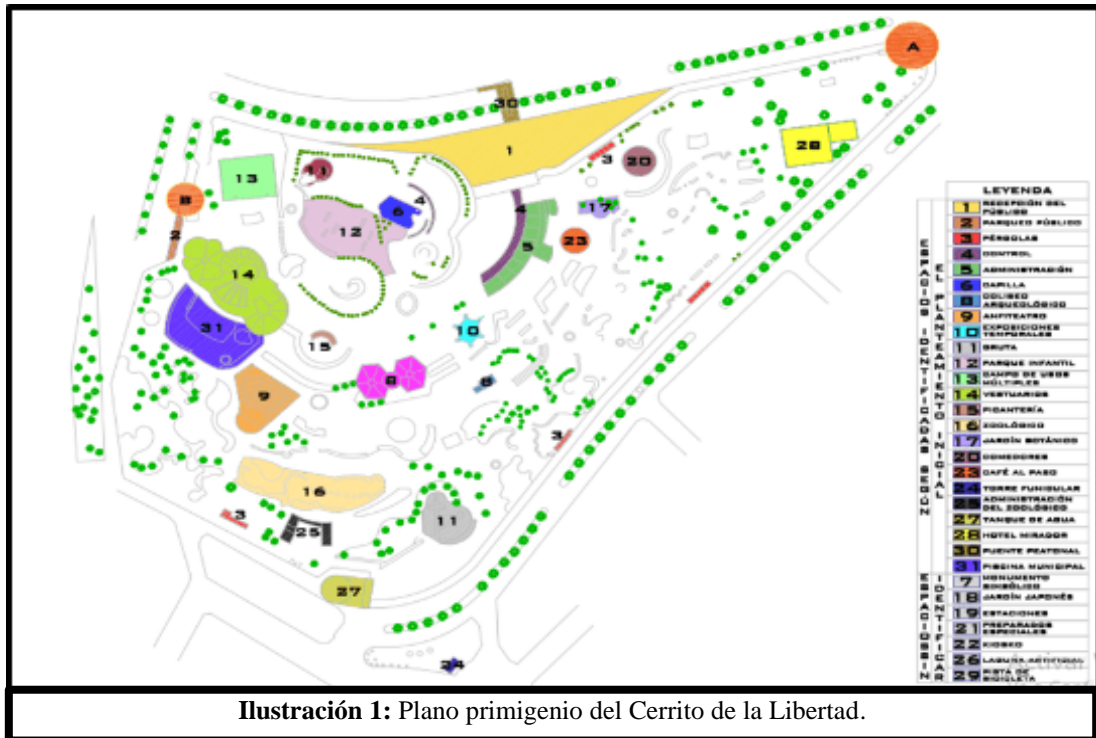 A
30
1
28
3
20
11
13
4
6
4
17
B
12
5
23
2
14
10
31
15
8
8
9
3
16
11
3
25
27
24
LEYENDA
ESPACIOS IDENTIFICADAS SEGÚN
EL PLANTEAMIENTO INICIAL
1 RECEPCIÓN DEL
PÚBLICO
2 PARQUEO PÚBLICO
3 PÉRGOLAS
4 CONTROL
5 ADMINISTRACIÓN
6 CAPILLA
8 COLISEO
ARQUEOLÓGICO
9 ANFITEATRO
10 EXPOSICIONES
TEMPORALES
11 GRUTA
12 PARQUE INFANTIL
13 CAMPO DE USOS
MÚLTIPLES
14 VESTUARIOS
15 PICANTERÍA
16 ZOOLÓGICO
17 JARDÍN BOTÁNICO
20 COMEDORES
23 CAFÉ AL PASO
24 TORRE FUNICULAR
25 ADMINISTRACIÓN
DEL ZOOLÓGICO
27 TANQUE DE AGUA
28 HOTEL MIRADOR
30 PUENTE PEATONAL
31 PISCINA MUNICIPAL
ESPACIOS SIN
IDENTIFICAR
7 MONUMENTO
SIMBÓLICO
18 JARDÍN JAPONÉS
19 ESTACIONES
21 PREPARADOS
ESPECIALES
22 KIOSKO
26 LAGUNA ARTIFICIAL
29 PISTA DE
BICICLETA
Ilustración 1: Plano primigenio del Cerrito de la Libertad.